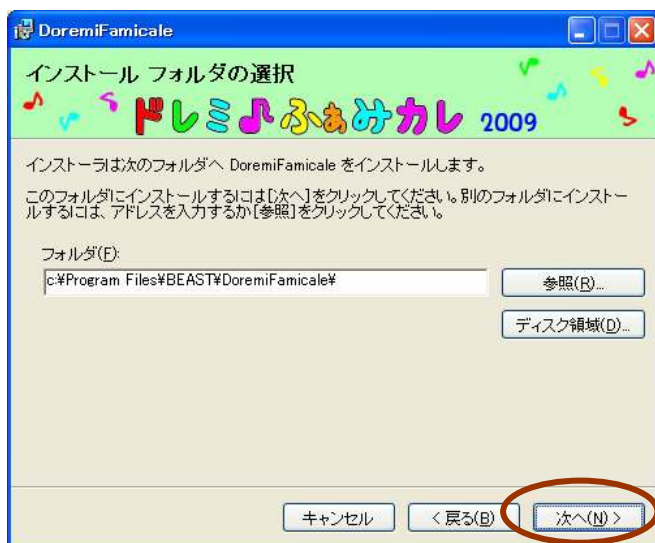 DoremiFamicale
インストール フォルダの選択
ドレミ♪ふぁみカレ 2009
インストーラは次のフォルダへ DoremiFamicale をインストールします。
このフォルダにインストールするには[次へ]をクリックしてください。別のフォルダにインストー
ルするには、アドレスを入力するか[参照]をクリックしてください。
フォルダ(F):
c:¥Program Files¥BEAST¥DoremiFamicale¥
参照(R)...
ディスク領域(D)...
キャンセル
< 戻る(B)
次へ(N) >